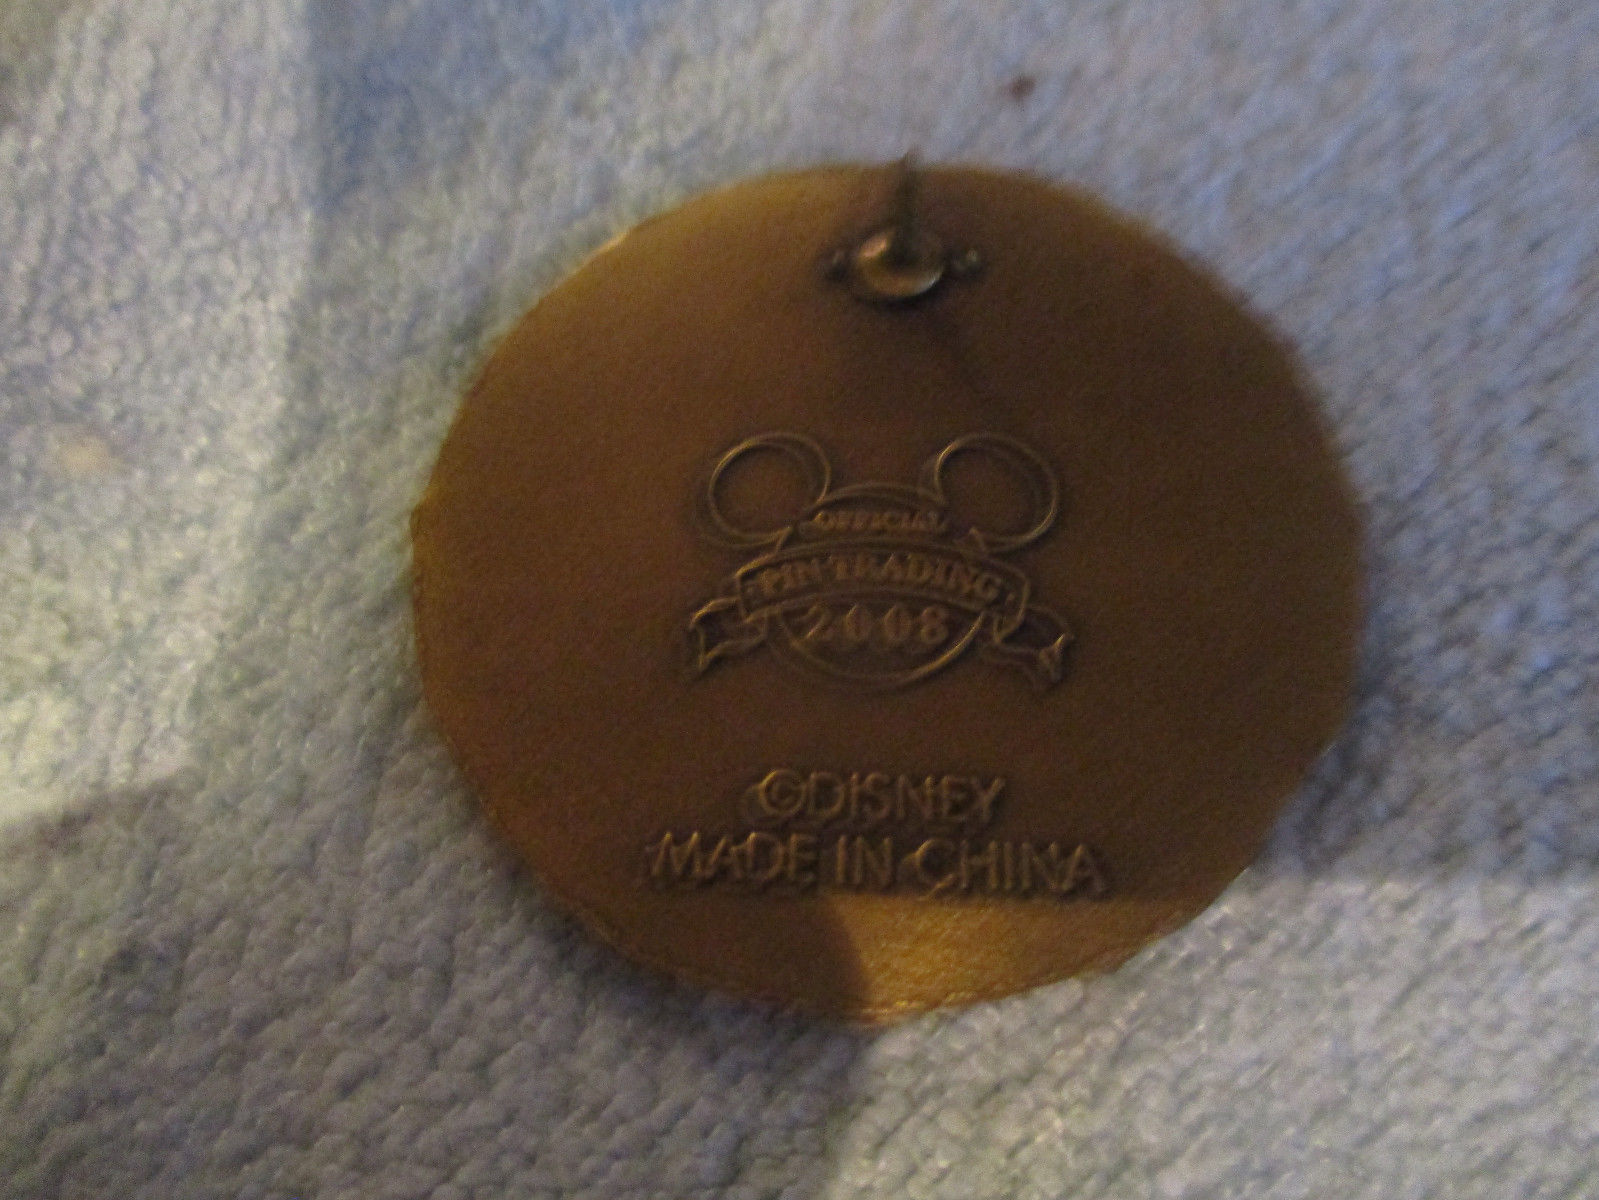 OFFICIAL
PIN TRADING
2008
©DISNEY
MADE IN CHINA